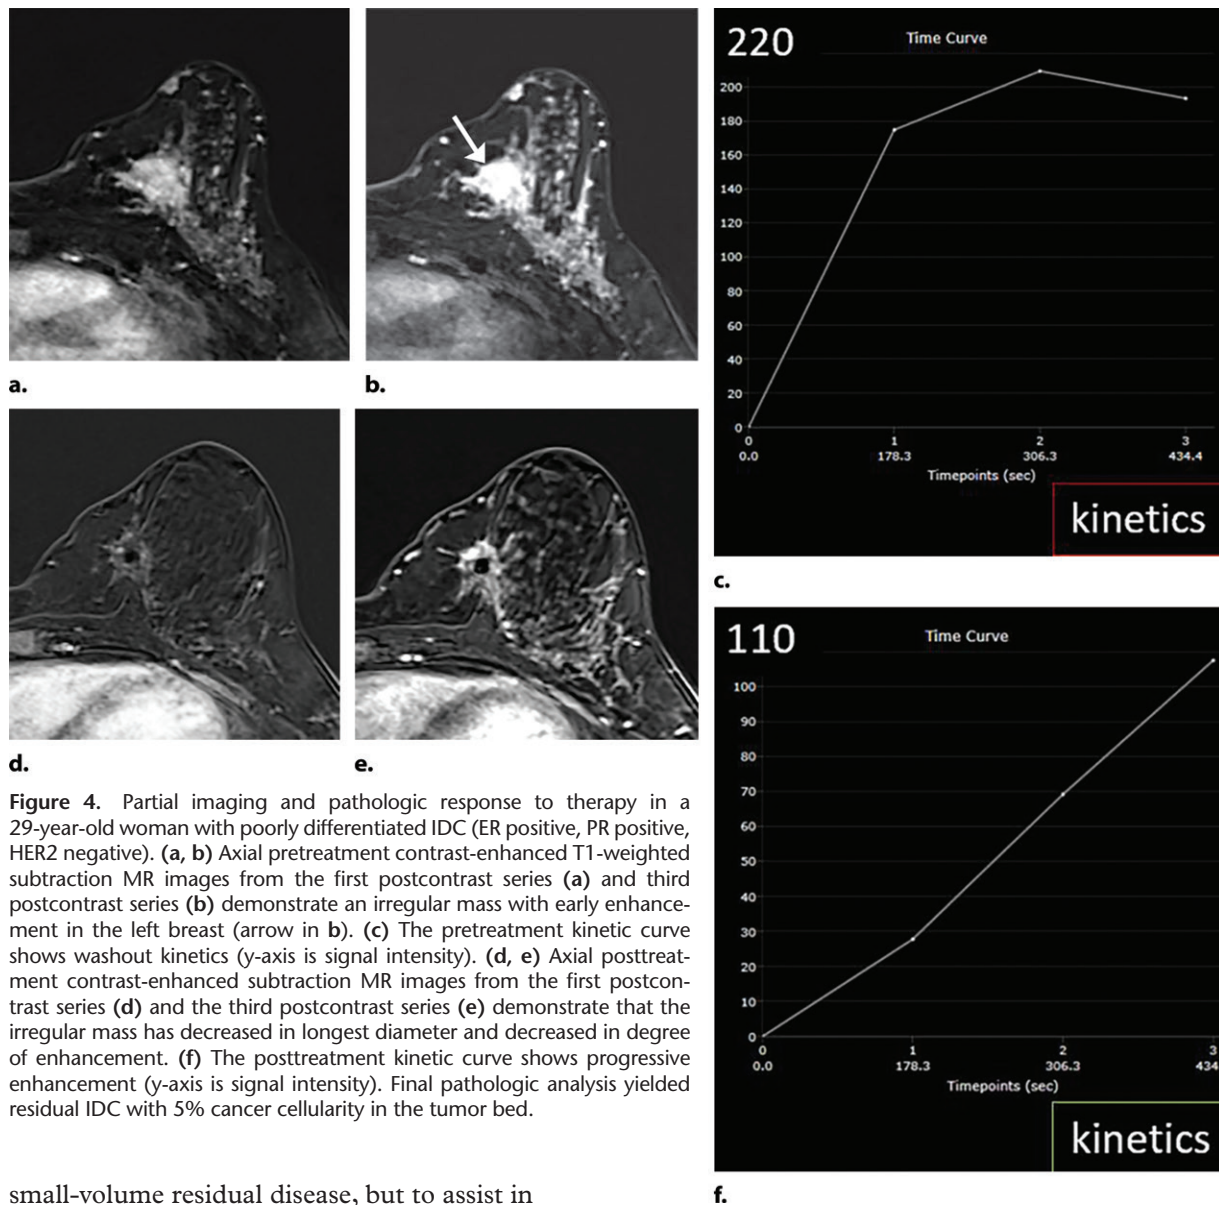 a.
b.
220
Time Curve
200
180
160
140
120
100
80
60
40
20
0
0 1 2 3
0.0 178.3 306.3 434.4
Timepoints (sec)
kinetics
c.
d.
e.
Figure 4. Partial imaging and pathologic response to therapy in a
29-year-old woman with poorly differentiated IDC (ER positive, PR positive,
HER2 negative). (a, b) Axial pretreatment contrast-enhanced T1-weighted
subtraction MR images from the first postcontrast series (a) and third
postcontrast series (b) demonstrate an irregular mass with early enhance-
ment in the left breast (arrow in b). (c) The pretreatment kinetic curve
shows washout kinetics (y-axis is signal intensity). (d, e) Axial posttreat-
ment contrast-enhanced subtraction MR images from the first postcon-
trast series (d) and the third postcontrast series (e) demonstrate that the
irregular mass has decreased in longest diameter and decreased in degree
of enhancement. (f) The posttreatment kinetic curve shows progressive
enhancement (y-axis is signal intensity). Final pathologic analysis yielded
residual IDC with 5% cancer cellularity in the tumor bed.
110
Time Curve
100
90
80
70
60
50
40
30
20
10
0
0 1 2 3
0.0 178.3 306.3 434
Timepoints (sec)
kinetics
f.
small-volume residual disease, but to assist in